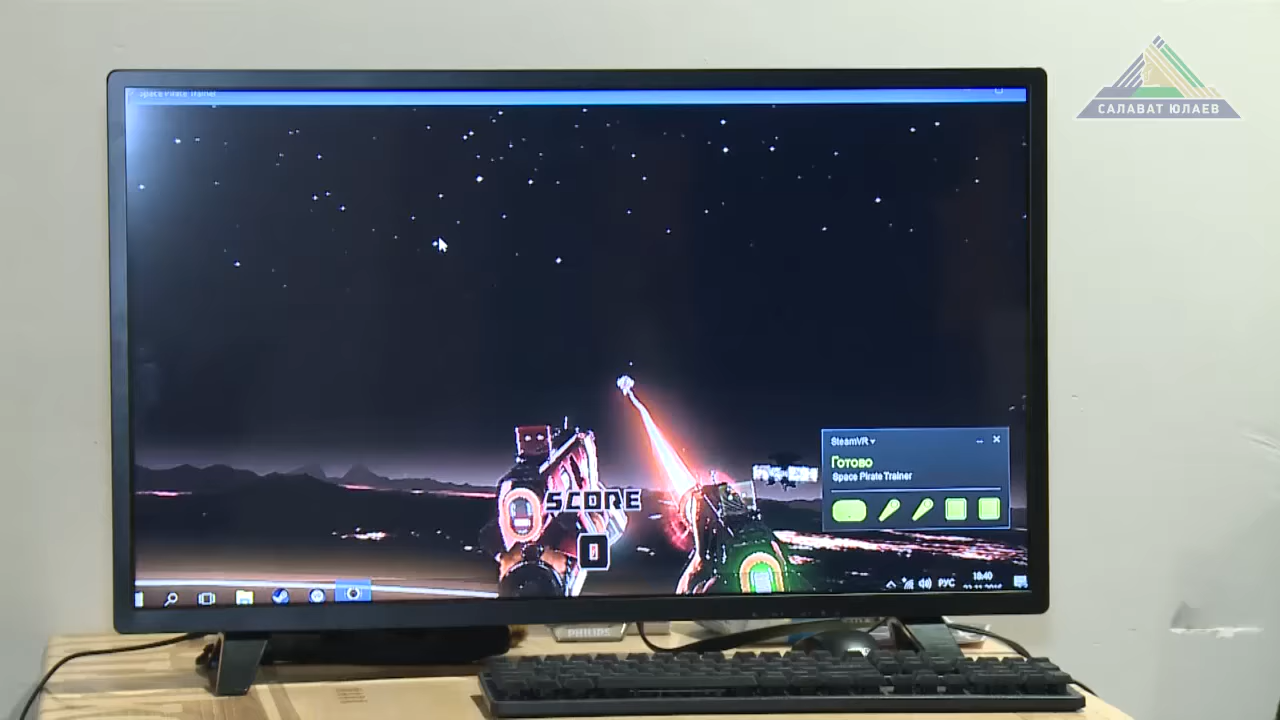 Space Pirate Trainer
САЛАВАТ ЮЛАЕВ
SteamVR
Готово
Space Pirate Trainer
SCORE
0
РУС
18:40
PHILIPS